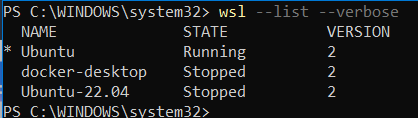 PS C:\WINDOWS\system32> wsl --list --verbose
  NAME              STATE           VERSION
* Ubuntu            Running         2
  docker-desktop    Stopped         2
  Ubuntu-22.04      Stopped         2
PS C:\WINDOWS\system32>